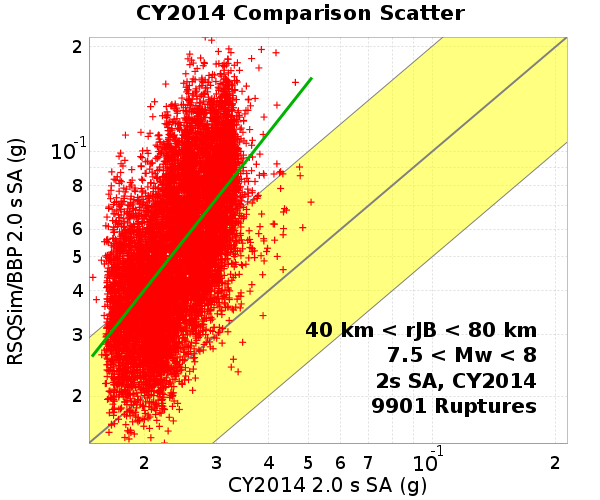 CY2014 Comparison Scatter
RSQSim/BBP 2.0 s SA (g)
2
10-1
8
6
5
4
3
2
40 km < rJB < 80 km
7.5 < Mw < 8
2s SA, CY2014
9901 Ruptures
2 3 4 5 6 7 10-1 2
CY2014 2.0 s SA (g)